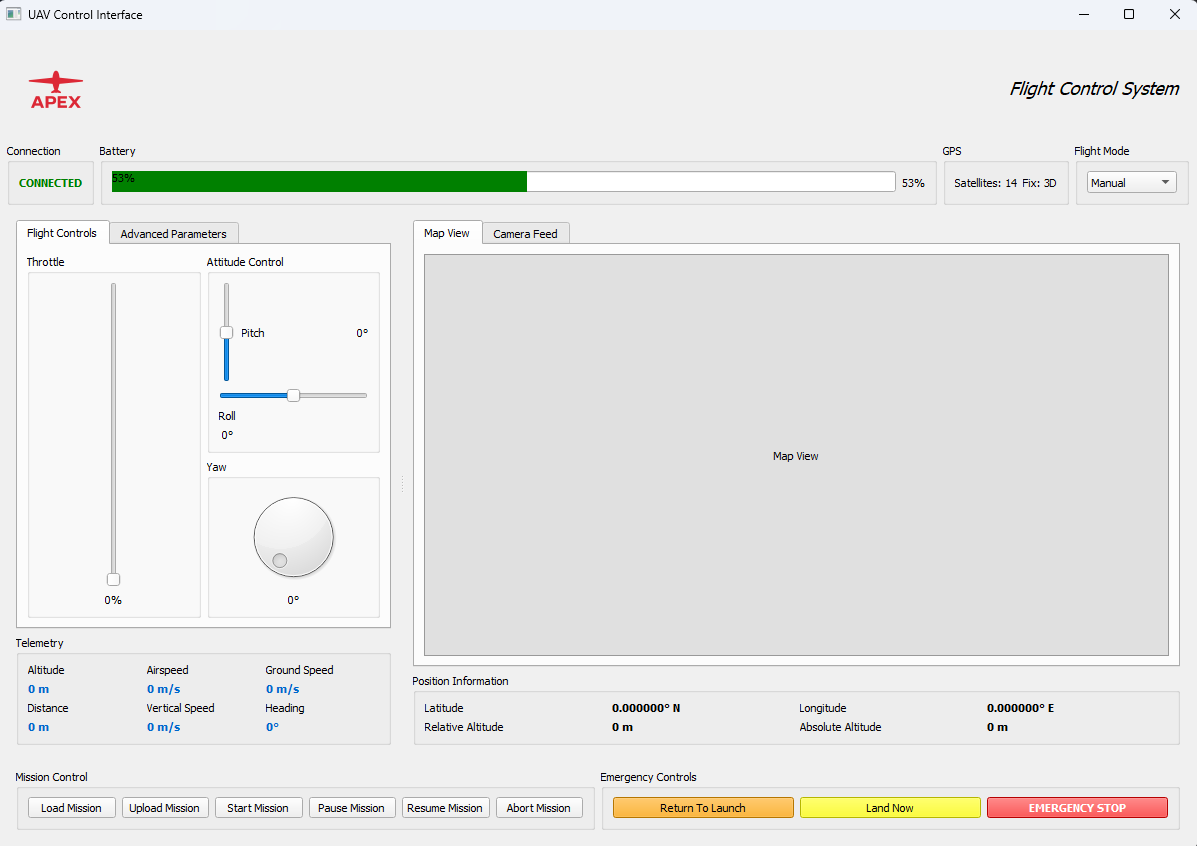 UAV Control Interface
APEX
Flight Control System
Connection
Battery
GPS
Flight Mode
CONNECTED
53%
53%
Satellites: 14 Fix: 3D
Manual
Flight Controls
Advanced Parameters
Throttle
Attitude Control
Pitch
0°
Roll
0°
Yaw
0%
0°
Map View
Camera Feed
Map View
Telemetry
Altitude
Airspeed
Ground Speed
0 m
0 m/s
0 m/s
Distance
Vertical Speed
Heading
0 m
0 m/s
0°
Position Information
Latitude
0.000000° N
Longitude
0.000000° E
Relative Altitude
0 m
Absolute Altitude
0 m
Mission Control
Load Mission
Upload Mission
Start Mission
Pause Mission
Resume Mission
Abort Mission
Emergency Controls
Return To Launch
Land Now
EMERGENCY STOP